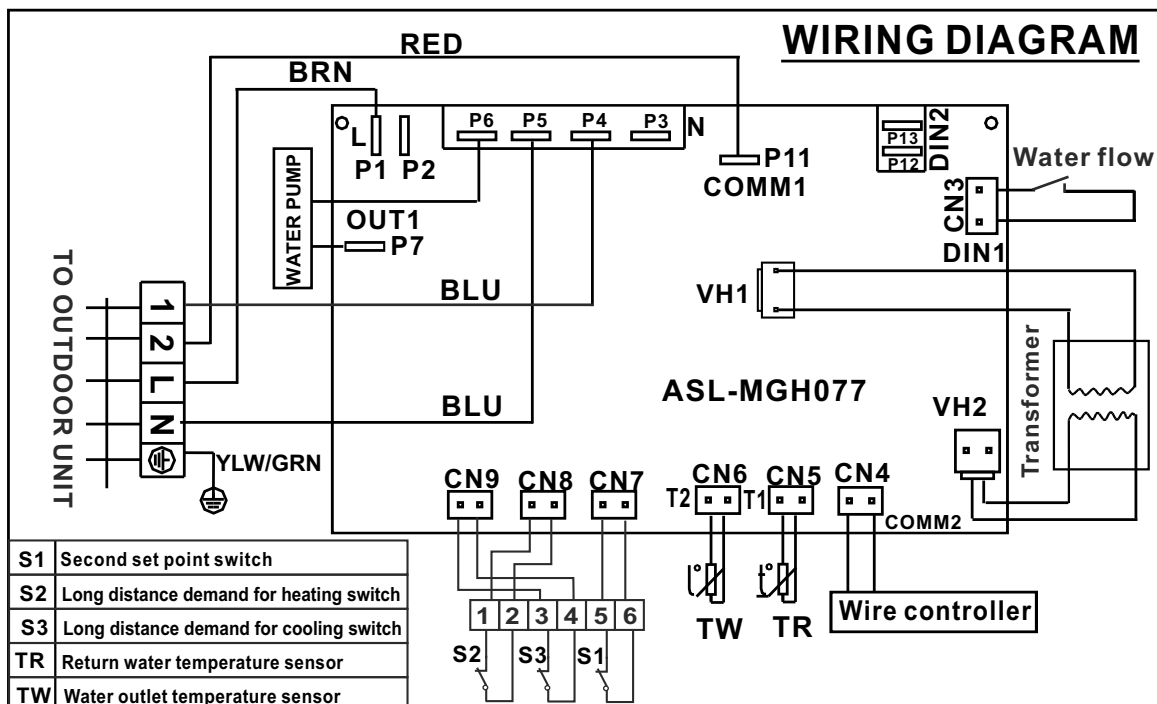 WIRING DIAGRAM
RED
BRN
L
P1
P2
P6
P5
P4
P3
N
P11
COMM1
P13
P12
DIN2
Water flow
CN3
DIN1
WATER PUMP
OUT1
P7
TO OUTDOOR UNIT
1
2
L
N
BLU
BLU
YLW/GRN
VH1
ASL-MGH077
VH2
Transformer
CN9
CN8
CN7
T2
CN6
T1
CN5
CN4
COMM2
1 2 3 4 5 6
S2
S3
S1
t°
t°
TW
TR
Wire controller
S1 Second set point switch
S2 Long distance demand for heating switch
S3 Long distance demand for cooling switch
TR Return water temperature sensor
TW Water outlet temperature sensor